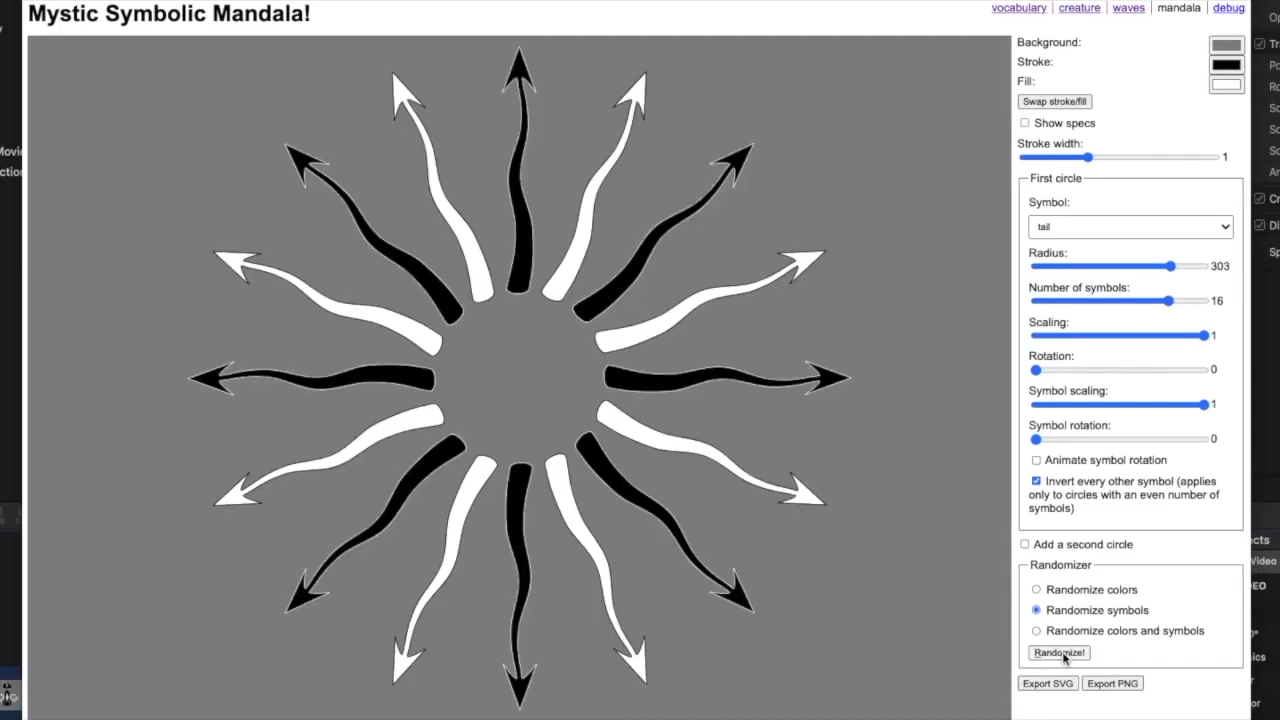 Mystic Symbolic Mandala!
vocabulary | creature | waves | mandala | debug
Background:
Stroke:
Fill:
Swap stroke/fill
Show specs
Stroke width:
1
First circle
Symbol:
tail
Radius:
303
Number of symbols:
16
Scaling:
1
Rotation:
0
Symbol scaling:
1
Symbol rotation:
0
Animate symbol rotation
Invert every other symbol (applies
only to circles with an even number of
symbols)
Add a second circle
Randomizer
Randomize colors
Randomize symbols
Randomize colors and symbols
Randomize!
Export SVG
Export PNG
Video